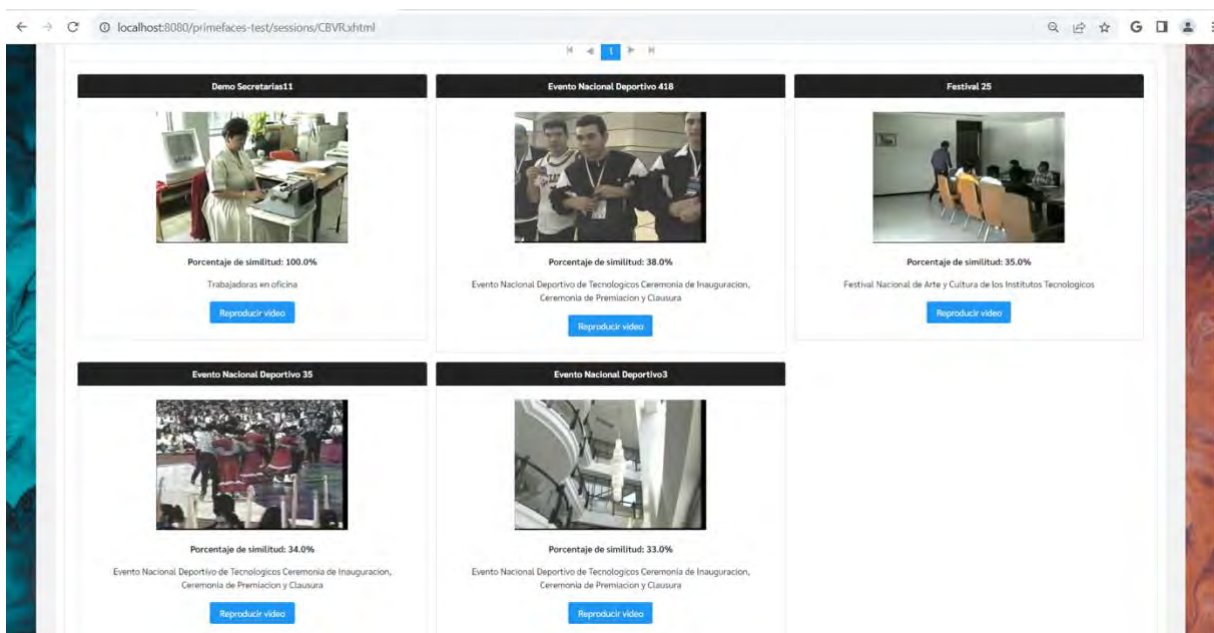 localhost:8080/primefaces-test/sessions/CBVR.xhtml
G
1
Demo Secretarias11
Porcentaje de similitud: 100.0%
Trabajadoras en oficina
Reproducir video
Evento Nacional Deportivo 418
Porcentaje de similitud: 38.0%
Evento Nacional Deportivo de Tecnologicos Ceremonia de Inauguracion,
Ceremonia de Premiacion y Clausura
Reproducir video
Festival 25
Porcentaje de similitud: 35.0%
Festival Nacional de Arte y Cultura de los Institutos Tecnologicos
Reproducir video
Evento Nacional Deportivo 35
Porcentaje de similitud: 34.0%
Evento Nacional Deportivo de Tecnologicos Ceremonia de Inauguracion,
Ceremonia de Premiacion y Clausura
Reproducir video
Evento Nacional Deportivo3
Porcentaje de similitud: 33.0%
Evento Nacional Deportivo de Tecnologicos Ceremonia de Inauguracion,
Ceremonia de Premiacion y Clausura
Reproducir video